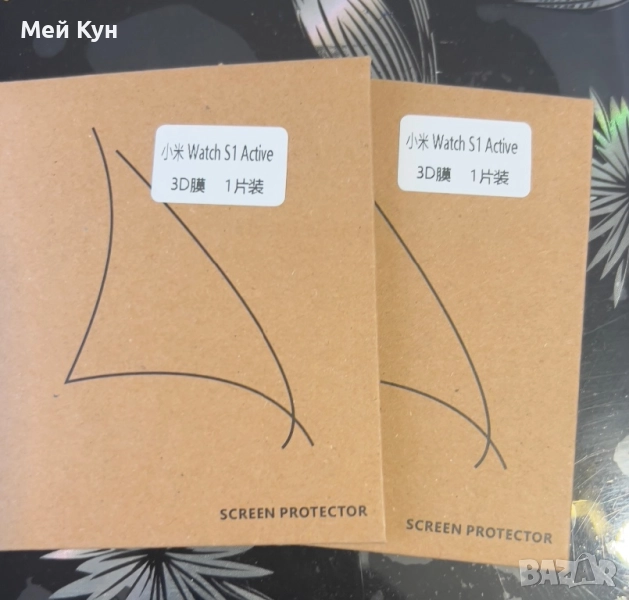 Мей Кун
小米 Watch S1 Active
3D膜 1片装
SCREEN PROTECTOR
小米 Watch S1 Active
3D膜 1片装
SCREEN PROTECTOR
BAZAR